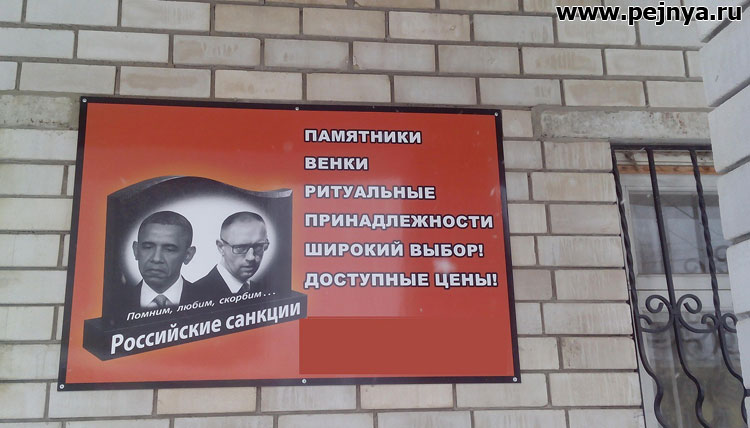 www.pejnya.ru
ПАМЯТНИКИ
ВЕНКИ
РИТУАЛЬНЫЕ
ПРИНАДЛЕЖНОСТИ
ШИРОКИЙ ВЫБОР!
ДОСТУПНЫЕ ЦЕНЫ!
Помним, любим, скорбим...
Российские санкции